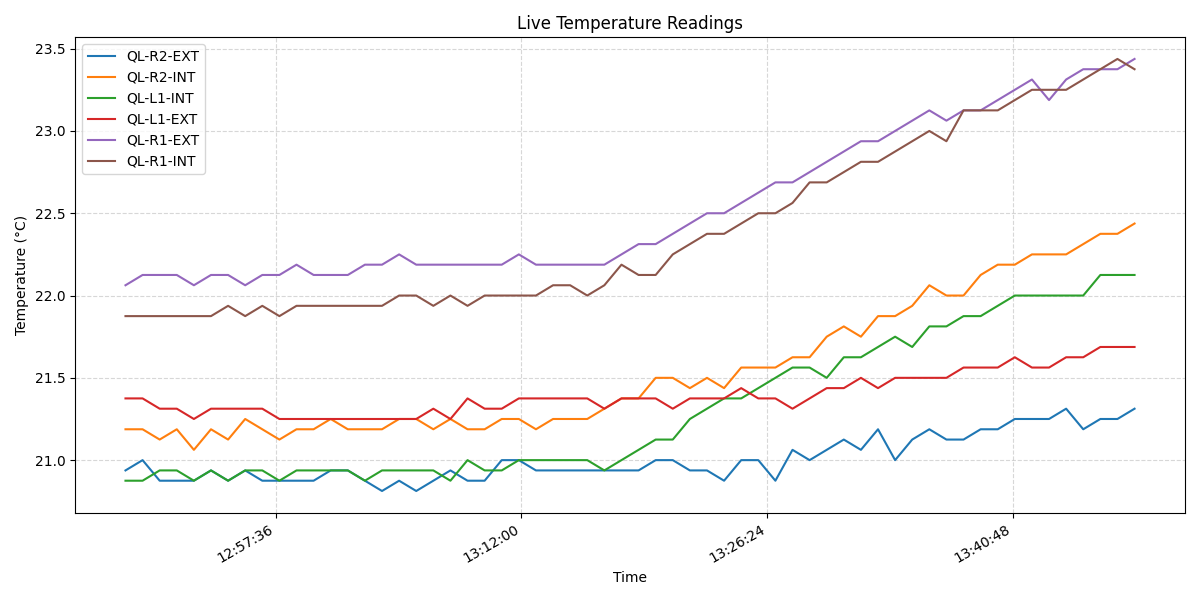 Live Temperature Readings
QL-R2-EXT
QL-R2-INT
QL-L1-INT
QL-L1-EXT
QL-R1-EXT
QL-R1-INT
23.5
23.0
22.5
22.0
21.5
21.0
Temperature (°C)
12:57:36
13:12:00
13:26:24
13:40:48
Time